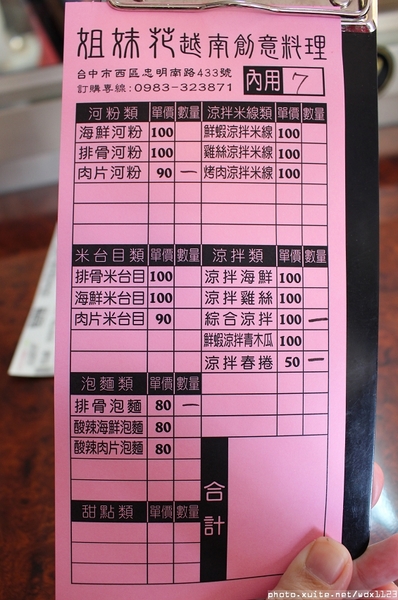 姐妹花越南創意料理
台中市西區忠明南路433號
訂購專線:0983-323871
內用 7
河粉類 單價 數量 涼拌米線類 單價 數量
海鮮河粉 100 鮮蝦涼拌米線 100
排骨河粉 100 雞絲涼拌米線 100
肉片河粉 90 一 烤肉涼拌米線 100
米台目類 單價 數量 涼拌類 單價 數量
排骨米台目 100 涼拌海鮮 100
海鮮米台目 100 涼拌雞絲 100
肉片米台目 90 綜合涼拌 100 一
鮮蝦涼拌青木瓜 100
涼拌春捲 50 一
泡麵類 單價 數量
排骨泡麵 80 一
酸辣海鮮泡麵 80
酸辣肉片泡麵 80
合計
甜點類 單價 數量
photo.xuite.net/wdx1123